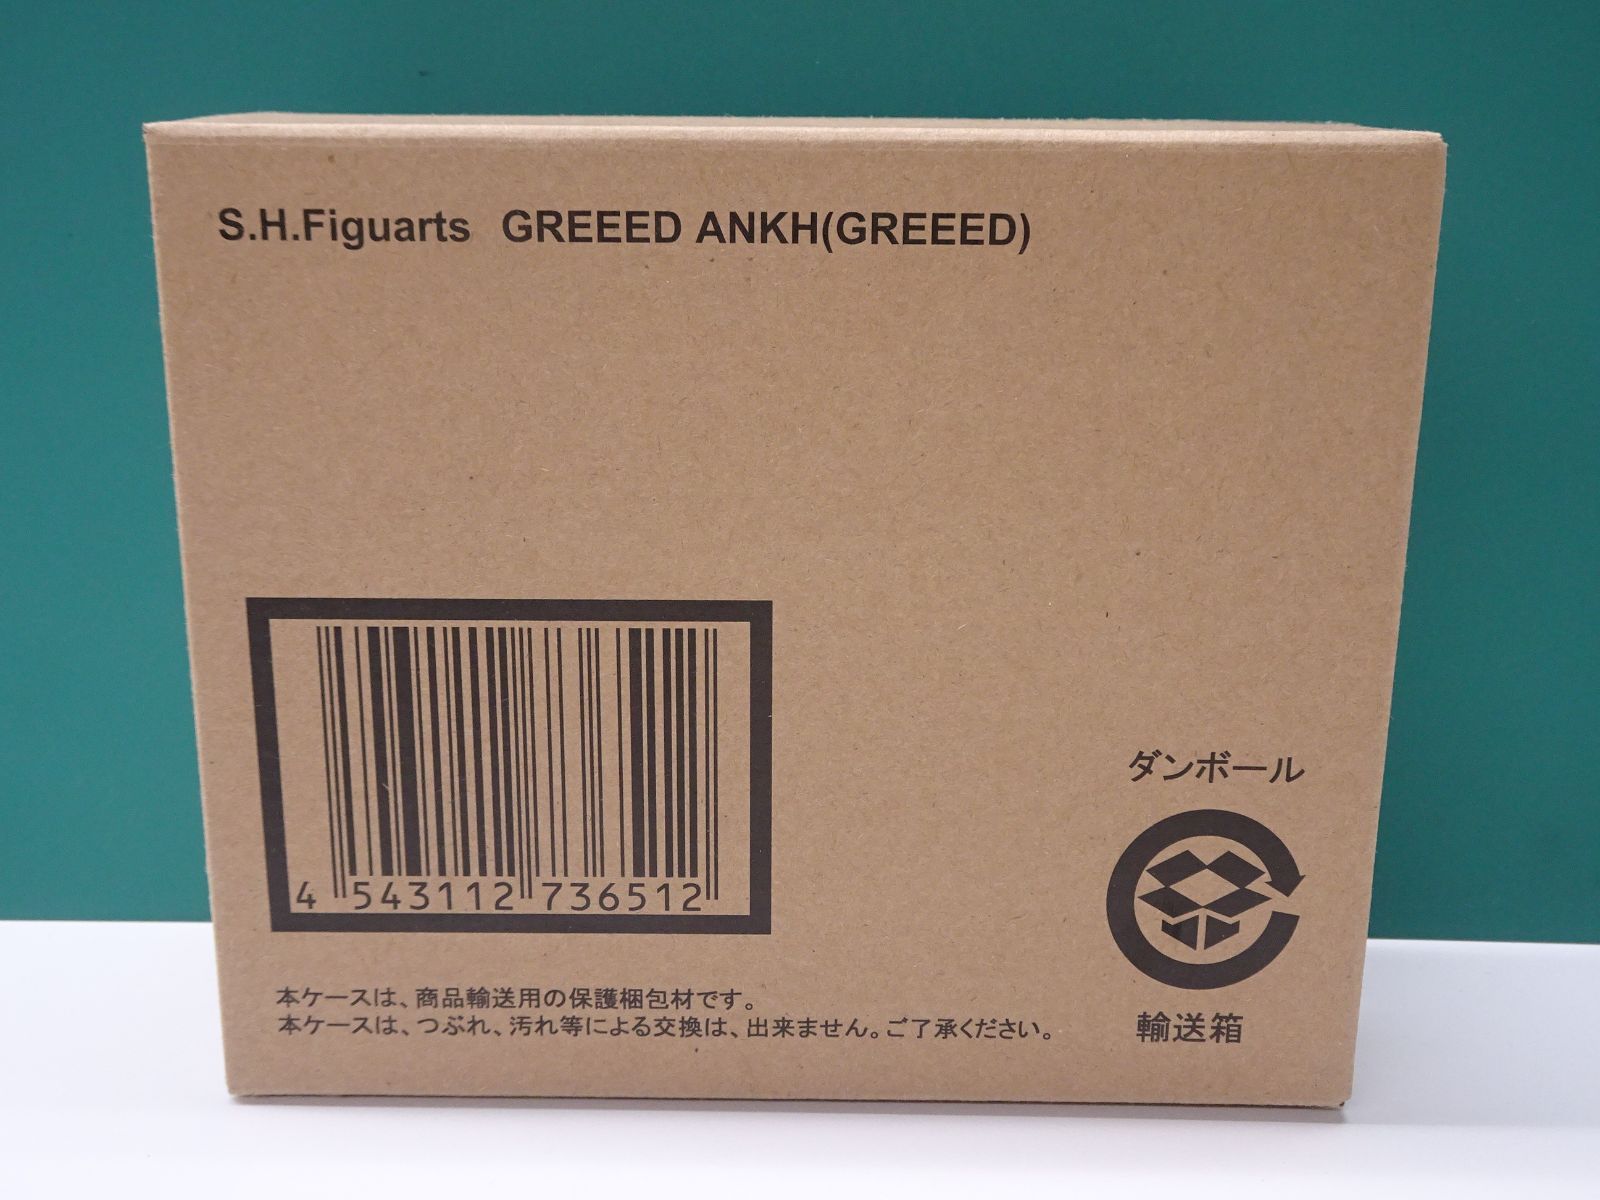 S.H.Figuarts GREEED ANKH(GREEED)
4 543112 736512
ダンボール
輸送箱
本ケースは、商品輸送用の保護梱包材です。
本ケースは、つぶれ、汚れ等による交換は、出来ません。ご了承ください。